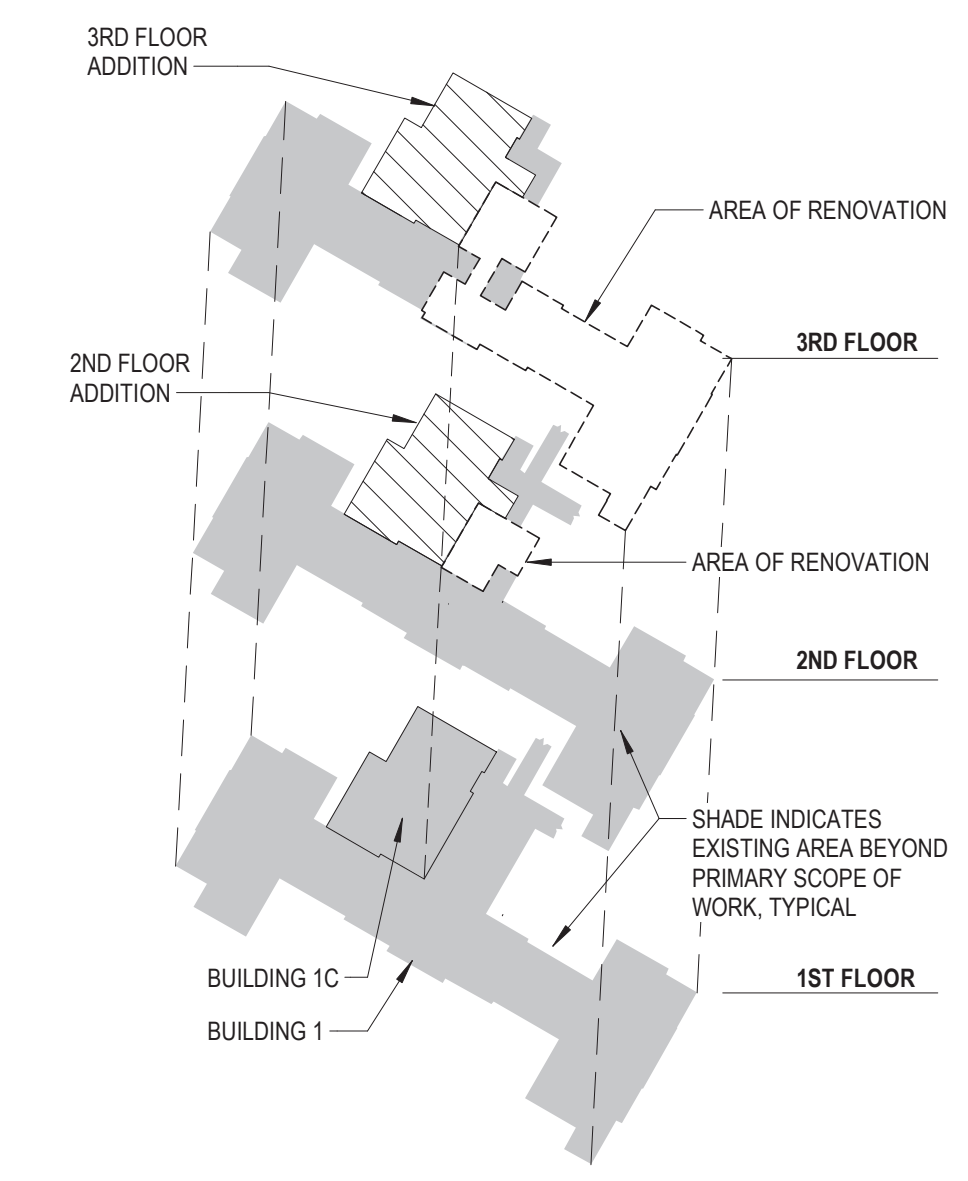 3RD FLOOR
ADDITION
AREA OF RENOVATION
3RD FLOOR
2ND FLOOR
ADDITION
AREA OF RENOVATION
2ND FLOOR
SHADE INDICATES
EXISTING AREA BEYOND
PRIMARY SCOPE OF
WORK, TYPICAL
BUILDING 1C
1ST FLOOR
BUILDING 1